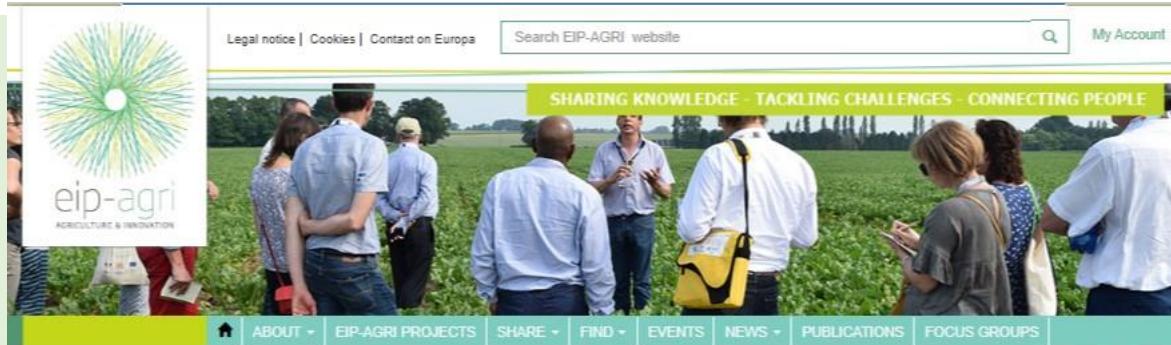 Legal notice | Cookies | Contact on Europa
Search EIP-AGRI website
My Account
SHARING KNOWLEDGE - TACKLING CHALLENGES - CONNECTING PEOPLE
eip-agri
AGRICULTURE & INNOVATION
ABOUT
EIP-AGRI PROJECTS
SHARE
FIND
EVENTS
NEWS
PUBLICATIONS
FOCUS GROUPS